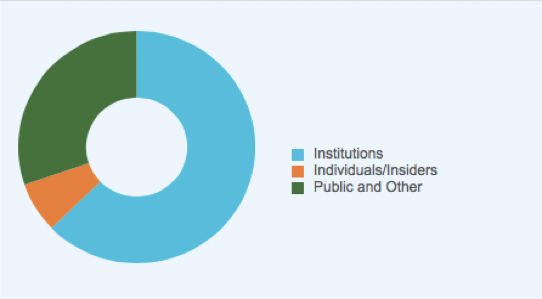 Institutions
Individuals/Insiders
Public and Other